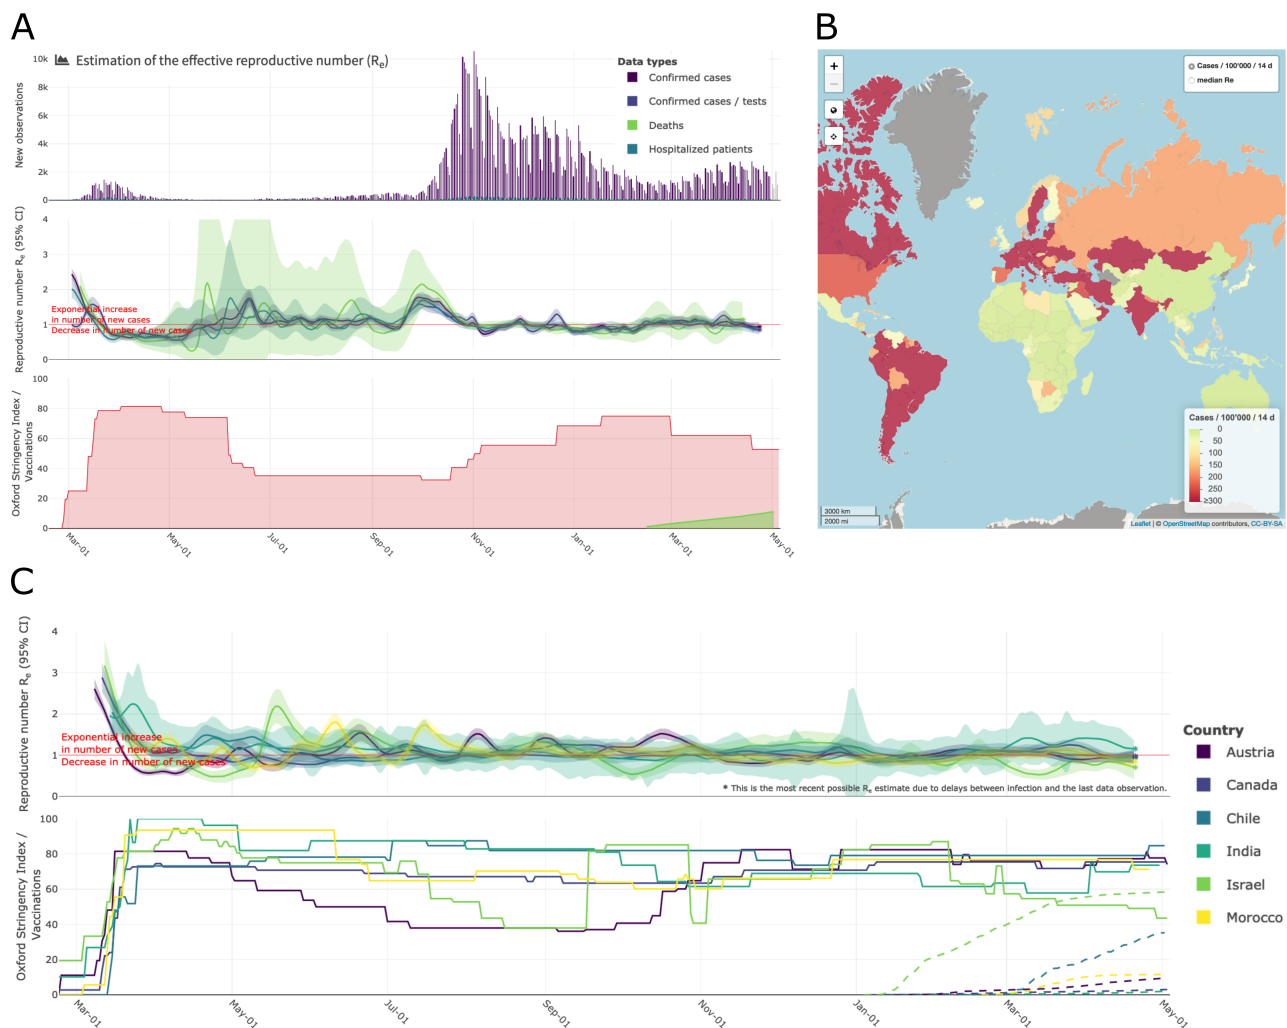 A
Estimation of the effective reproductive number (Re)
New observations
10k
8k
6k
4k
2k
0
Data types
Confirmed cases
Confirmed cases / tests
Deaths
Hospitalized patients
Reproductive number Re (95% CI)
4
3
2
1
0
Exponential increase
in number of new cases
Decrease in number of new cases
Oxford Stringency Index /
Vaccinations
100
80
60
40
20
0
Mar-01
May-01
Jul-01
Sep-01
Nov-01
Jan-01
Mar-01
May-01
B
+
−
Cases / 100'000 / 14 d
median Re
Cases / 100'000 / 14 d
0
50
100
150
200
250
≥300
3000 km
2000 mi
Leaflet | © OpenStreetMap contributors, CC-BY-SA
C
Reproductive number Re (95% CI)
4
3
2
1
0
Exponential increase
in number of new cases
Decrease in number of new cases
* This is the most recent possible Re estimate due to delays between infection and the last data observation.
Oxford Stringency Index /
Vaccinations
100
80
60
40
20
0
Mar-01
May-01
Jul-01
Sep-01
Nov-01
Jan-01
Mar-01
May-01
Country
Austria
Canada
Chile
India
Israel
Morocco